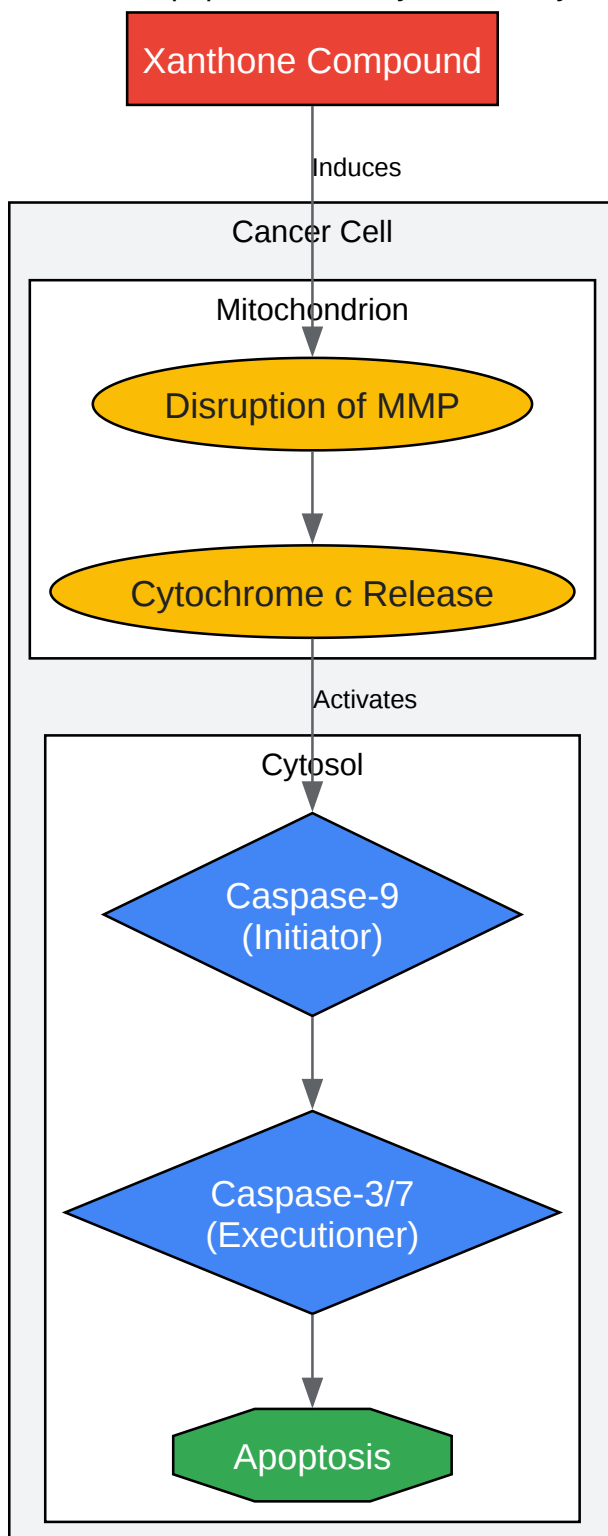 Xanthone Compound
Induces
Cancer Cell
Mitochondrion
Disruption of MMP
Cytochrome c Release
Activates
Cytosol
Caspase-9
(Initiator)
Caspase-3/7
(Executioner)
Apoptosis